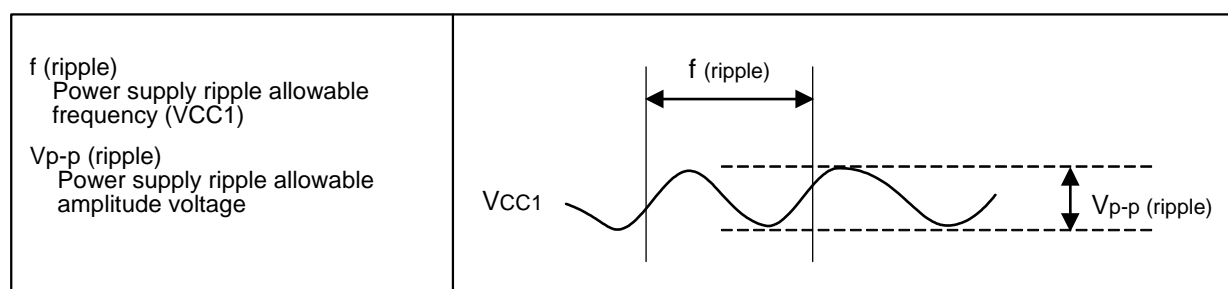 f (ripple)
Power supply ripple allowable
frequency (VCC1)
Vp-p (ripple)
Power supply ripple allowable
amplitude voltage
f (ripple)
VCC1
Vp-p (ripple)